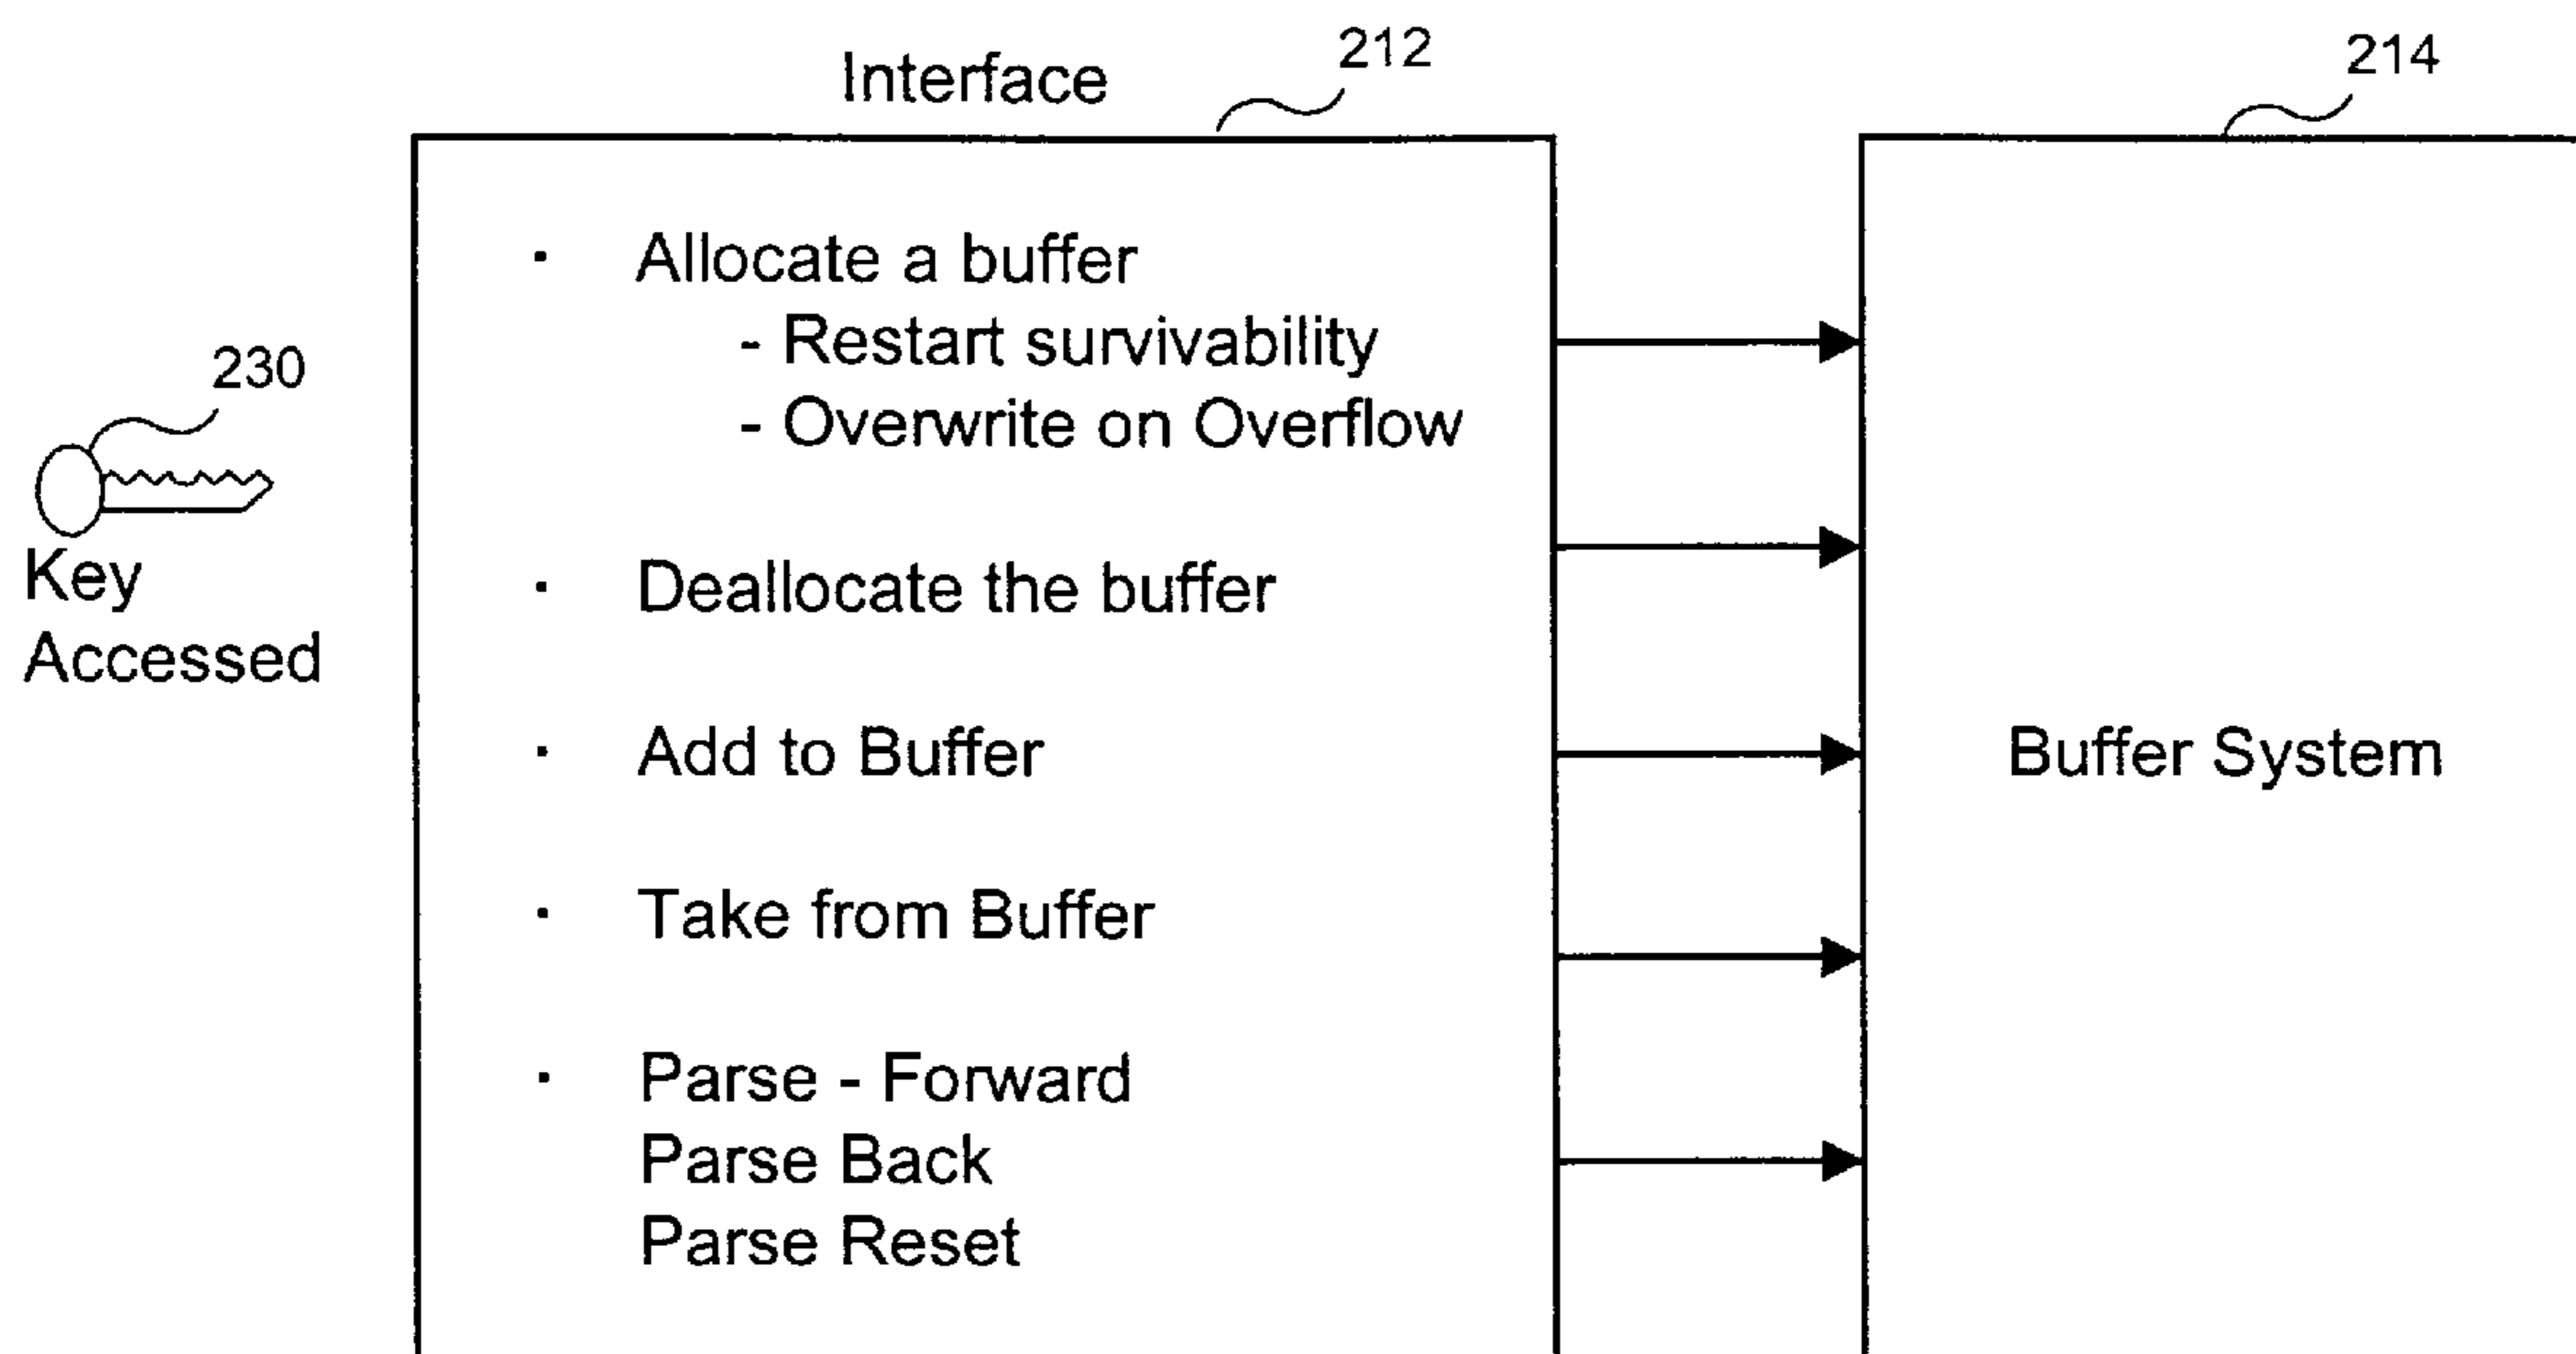 Interface
212
214
· Allocate a buffer
- Restart survivability
- Overwrite on Overflow
230
Key
Accessed
· Deallocate the buffer
· Add to Buffer
· Take from Buffer
· Parse - Forward
Parse Back
Parse Reset
Buffer System